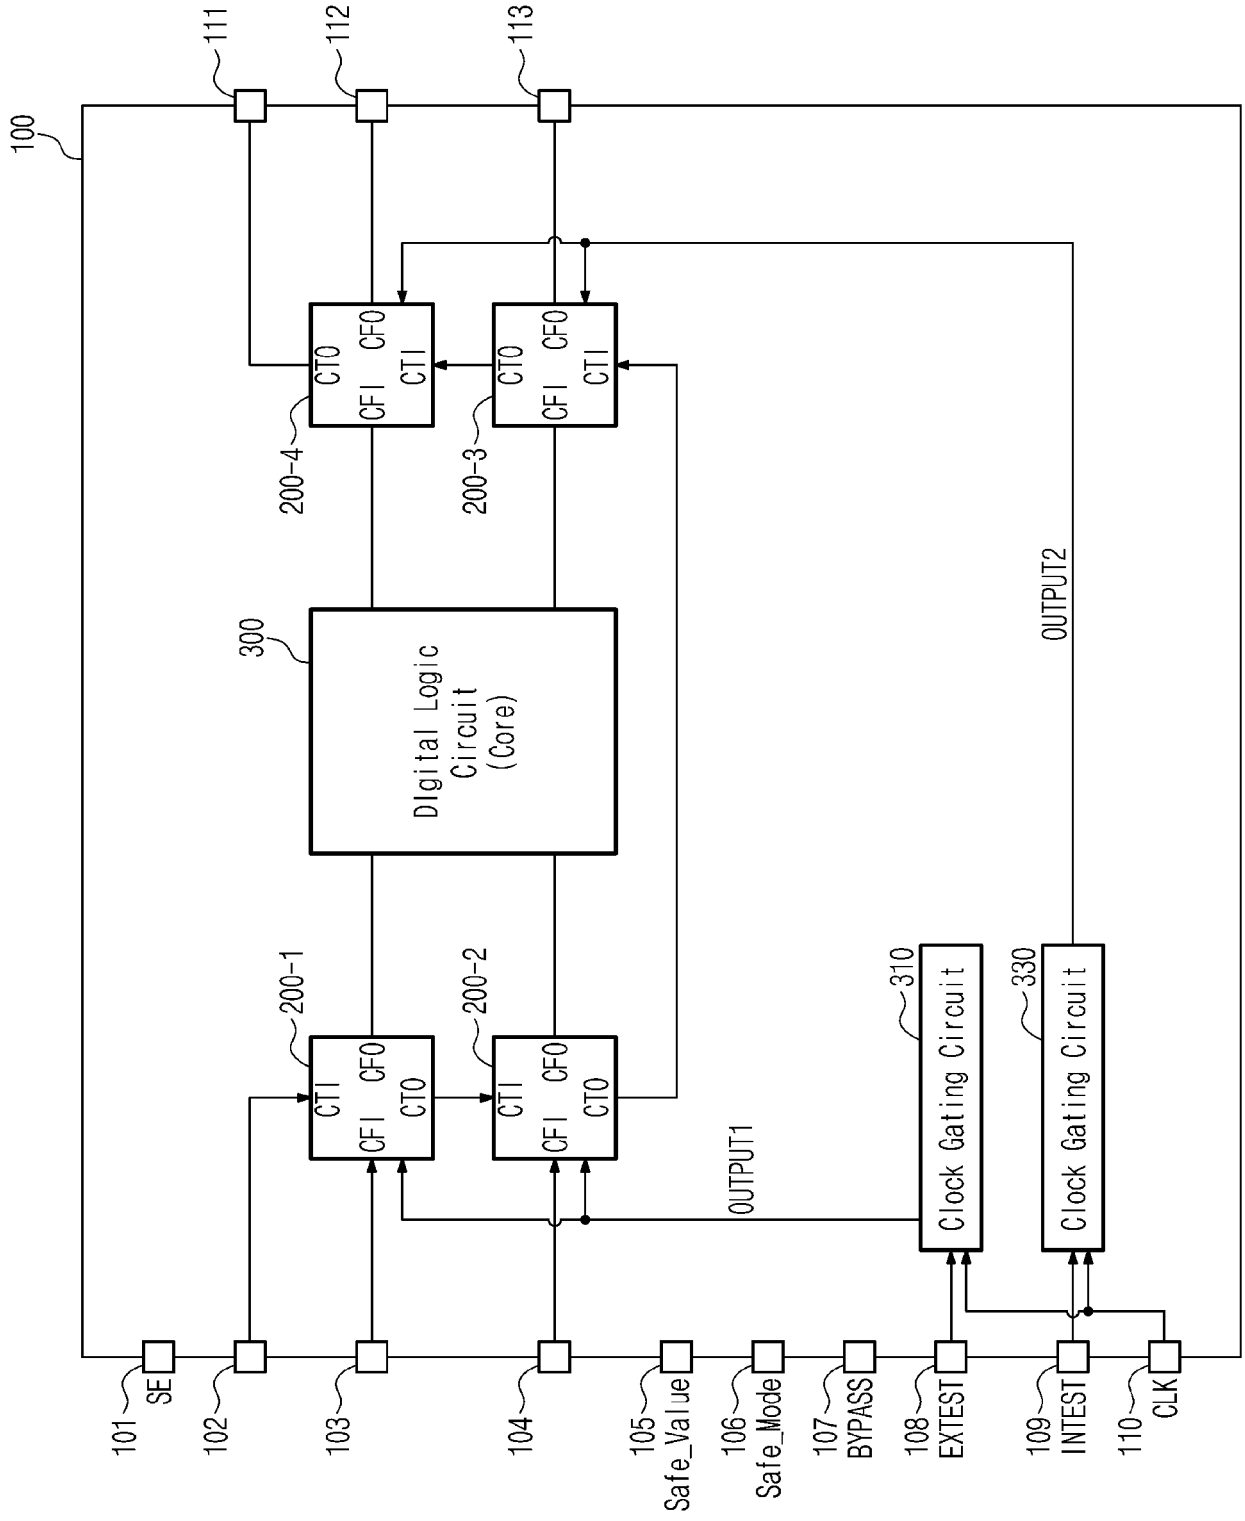 100
101
SE
102
103
104
105
Safe_Value
106
Safe_Mode
107
BYPASS
108
EXTEST
109
INTEST
110
CLK
111
112
113
200-1
CTI
CFI
CFO
CTO
200-2
CTI
CFI
CFO
CTO
300
DIgital Logic
Circuit
(Core)
200-4
CTO
CFI
CFO
CTI
200-3
CTO
CFI
CFO
CTI
OUTPUT1
310
Clock Gating Circuit
330
Clock Gating Circuit
OUTPUT2